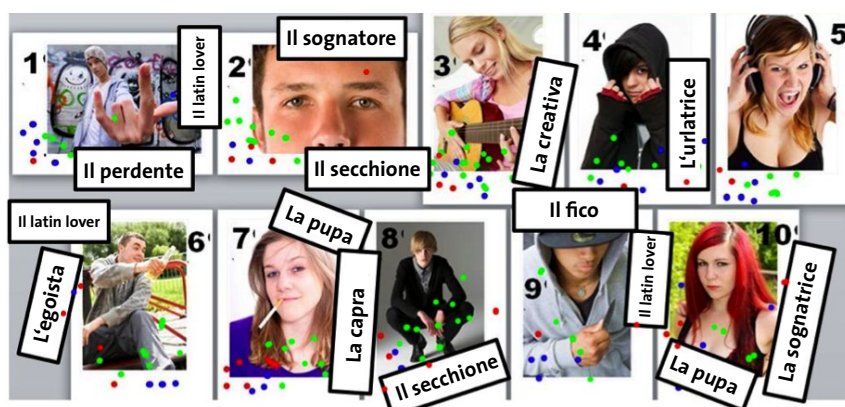 1
Il latin lover
Il perdente
2
Il sognatore
Il secchione
3
La creativa
4
L'urlatrice
5
Il latin lover
L'egoista
6
7
La pupa
La capra
8
Il secchione
Il fico
9
Il latin lover
10
La pupa
La sognatrice